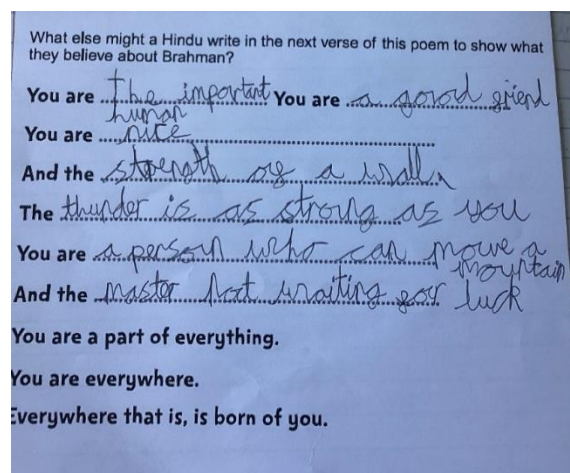 What else might a Hindu write in the next verse of this poem to show what
they believe about Brahman?
You are the important You are a good friend
human
You are nice
And the strength of a wall
The thunder is as strong as you
You are a person who can move a
mountain
And the master not waiting for luck
You are a part of everything.
You are everywhere.
Everywhere that is, is born of you.